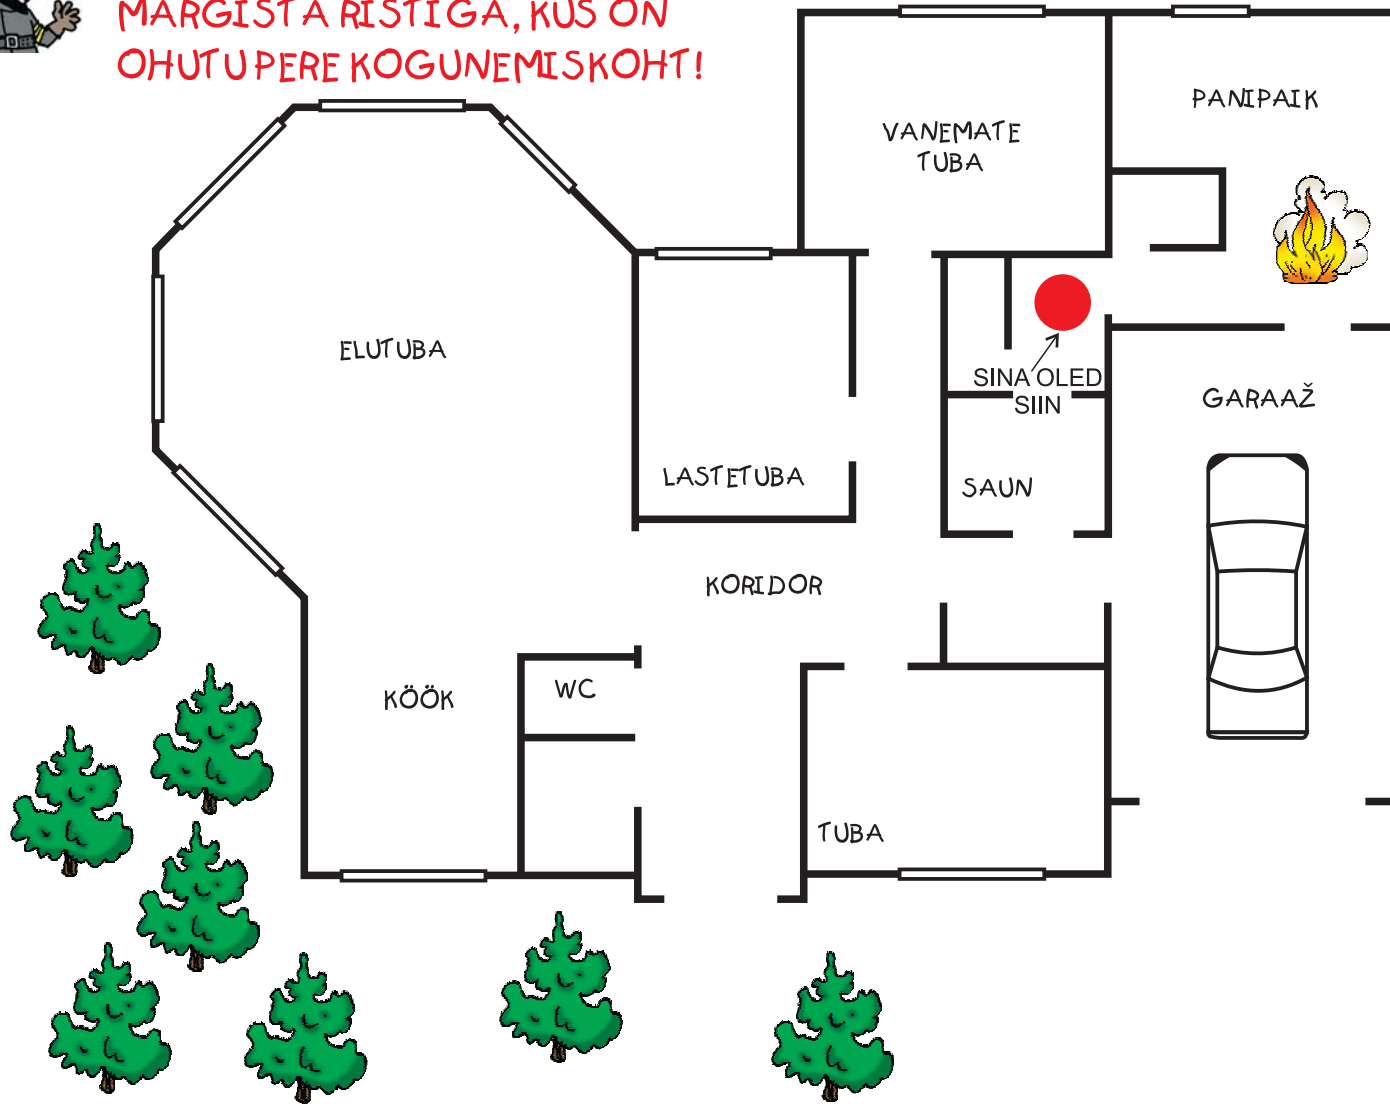 MÄRGISTA RISTIGA, KUS ON
OHUTU PERE KOGUNEMISKOHT!
PANIPAIK
VANEMATE
TUBA
ELUTUBA
SINA OLED
SIIN
GARAAŽ
LASTETUBA
SAUN
KORIDOR
WC
KÖÖK
TUBA